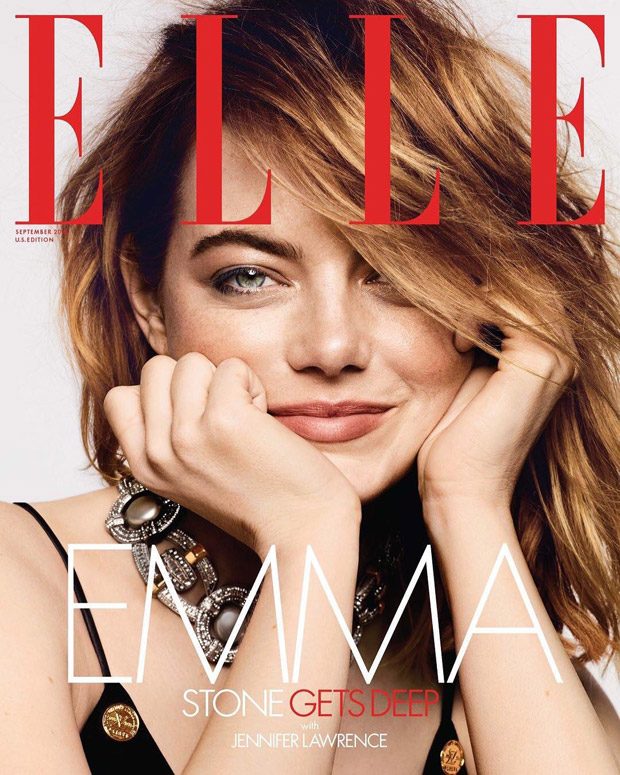 ELLE
SEPTEMBER
U.S. EDITION
EMMA
STONE GETS DEEP
with
JENNIFER LAWRENCE